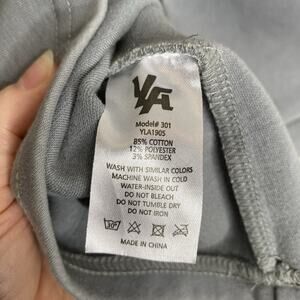 YLA
Model# 301
YLA1905
85% COTTON
12% POLYESTER
3% SPANDEX
WASH WITH SIMILAR COLORS
MACHINE WASH IN COLD
WATER-INSIDE OUT
DO NOT BLEACH
DO NOT TUMBLE DRY
DO NOT IRON
30°
MADE IN CHINA